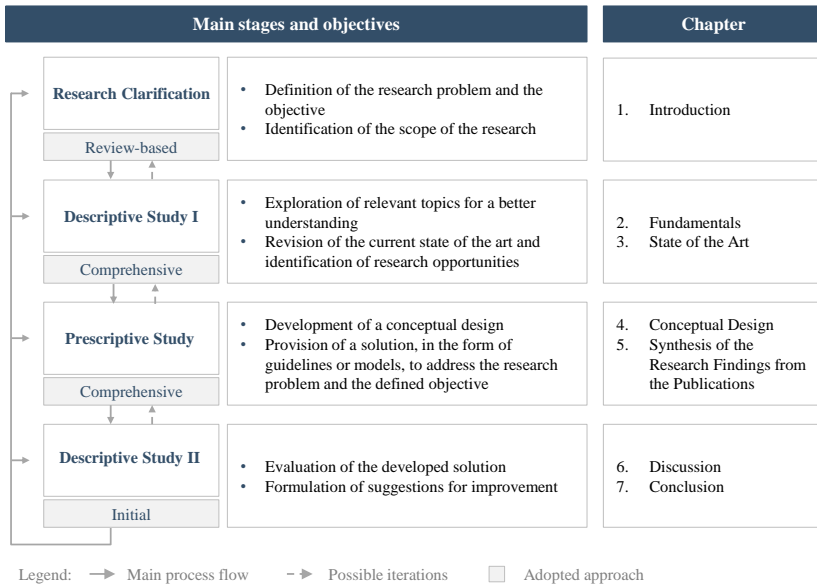 Main stages and objectives
Chapter
Research Clarification
Review-based
• Definition of the research problem and the
objective
• Identification of the scope of the research
1. Introduction
Descriptive Study I
Comprehensive
• Exploration of relevant topics for a better
understanding
• Revision of the current state of the art and
identification of research opportunities
2. Fundamentals
3. State of the Art
Prescriptive Study
Comprehensive
• Development of a conceptual design
• Provision of a solution, in the form of
guidelines or models, to address the research
problem and the defined objective
4. Conceptual Design
5. Synthesis of the
Research Findings from
the Publications
Descriptive Study II
Initial
• Evaluation of the developed solution
• Formulation of suggestions for improvement
6. Discussion
7. Conclusion
Legend: Main process flow Possible iterations Adopted approach